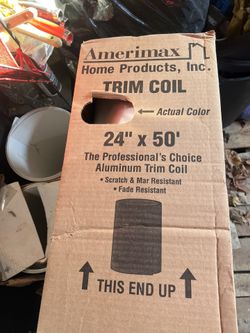 Amerimax
Home Products, Inc.
TRIM COIL
Actual Color
24" x 50'
The Professional's Choice
Aluminum Trim Coil
• Scratch & Mar Resistant
• Fade Resistant
THIS END UP